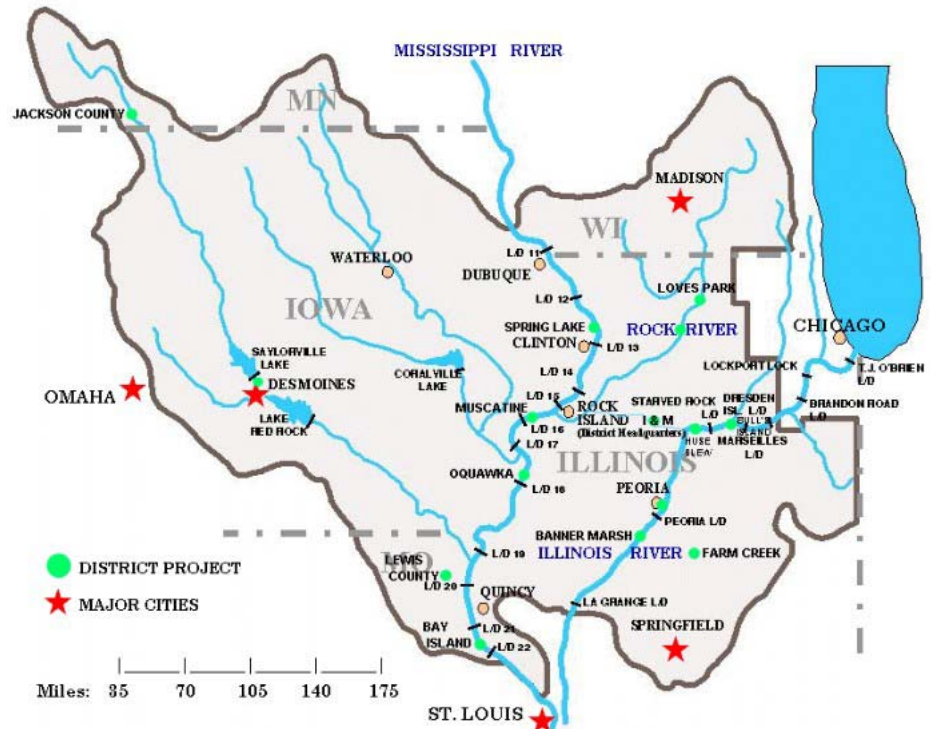 MISSISSIPPI RIVER
MN
JACKSON COUNTY
MADISON
WI
L/D 11
WATERLOO
DUBUQUE
LOVES PARK
L/D 12
IOWA
SPRING LAKE
ROCK RIVER
CLINTON
L/D 13
CHICAGO
SAYLORVILLE
LAKE
DESMOINES
CORALVILLE
LAKE
L/D 14
LOCKPORT LOCK
T.J. O'BRIEN
L/D
OMAHA
L/D 15
ROCK
ISLAND
(District Headquarters)
STARVED ROCK
L/D
I & M
DRESDEN
ISL. L/D
BRANDON ROAD
L/D
LAKE
RED ROCK
MUSCATINE
L/D 16
ISLAND
MARSEILLES
L/D
L/D 17
ILLINOIS
OQUAWKA
L/D 18
PEORIA
PEORIA L/D
BANNER MARSH
L/D 19
ILLINOIS RIVER
FARM CREEK
MO
LEWIS
COUNTY
L/D 20
DISTRICT PROJECT
MAJOR CITIES
QUINCY
LA GRANGE L/D
BAY
ISLAND
L/D 21
L/D 22
SPRINGFIELD
Miles: 35 70 105 140 175
ST. LOUIS